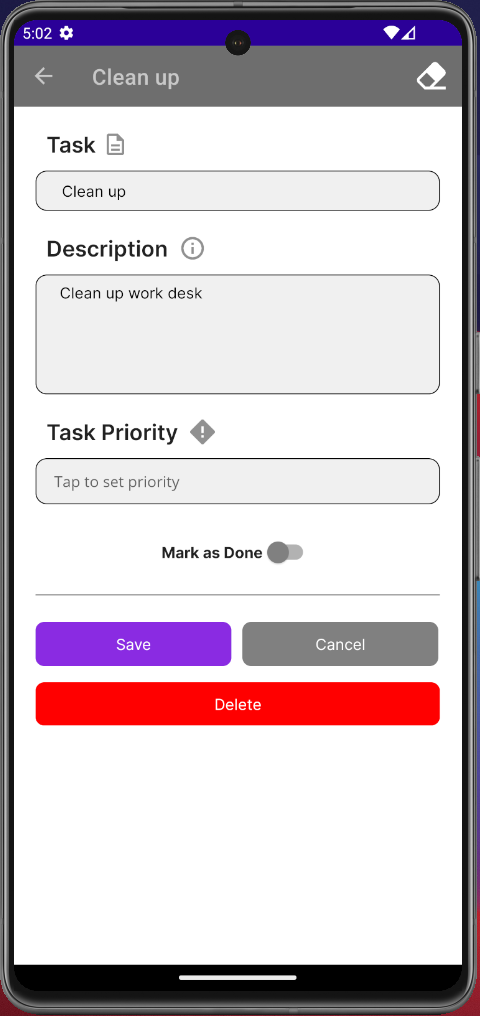 5:02
Clean up
Task
Clean up
Description
Clean up work desk
Task Priority
Tap to set priority
Mark as Done
Save
Cancel
Delete